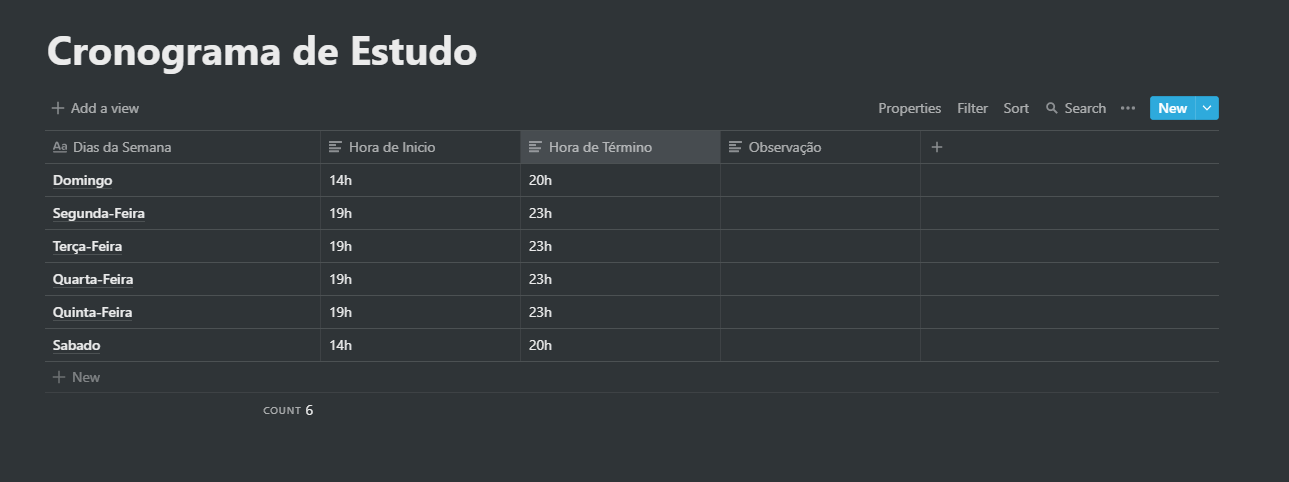 Cronograma de Estudo
Add a view Properties Filter Sort Search New
Aa Dias da Semana Hora de Inicio Hora de Término Observação
Domingo 14h 20h
Segunda-Feira 19h 23h
Terça-Feira 19h 23h
Quarta-Feira 19h 23h
Quinta-Feira 19h 23h
Sabado 14h 20h
New
COUNT 6